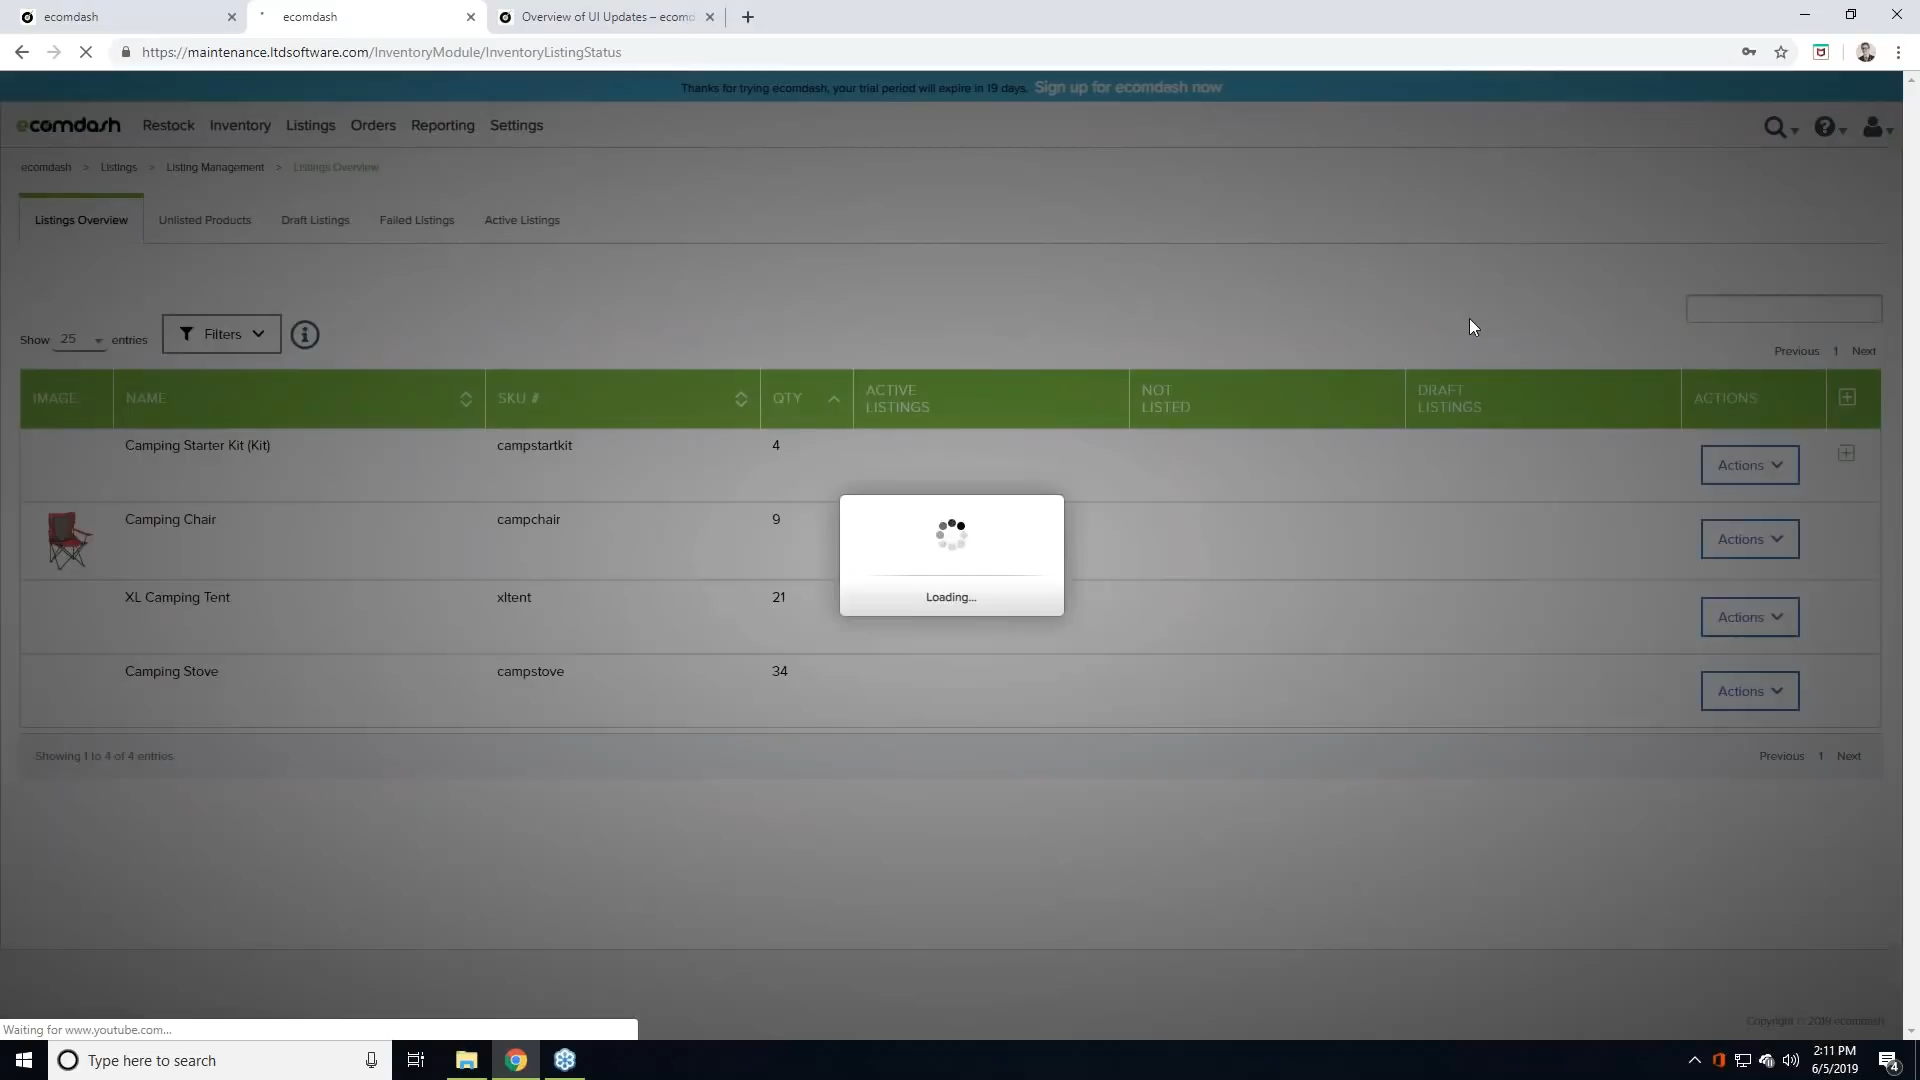 ecomdash
ecomdash
Overview of UI Updates – ecomd
https://maintenance.ltdsoftware.com/InventoryModule/InventoryListingStatus
Thanks for trying ecomdash, your trial period will expire in 19 days. Sign up for ecomdash now
ecomdash Restock Inventory Listings Orders Reporting Settings
ecomdash > Listings > Listing Management > Listings Overview
Listings Overview Unlisted Products Draft Listings Failed Listings Active Listings
Show 25 entries Filters
Previous 1 Next
IMAGE NAME SKU # QTY ACTIVE LISTINGS NOT LISTED DRAFT LISTINGS ACTIONS
Camping Starter Kit (Kit) campstartkit 4 Actions
Camping Chair campchair 9 Actions
XL Camping Tent xltent 21 Actions
Camping Stove campstove 34 Actions
Loading...
Showing 1 to 4 of 4 entries Previous 1 Next
Copyright © 2019 ecomdash
Waiting for www.youtube.com...
Type here to search
2:11 PM
6/5/2019
4